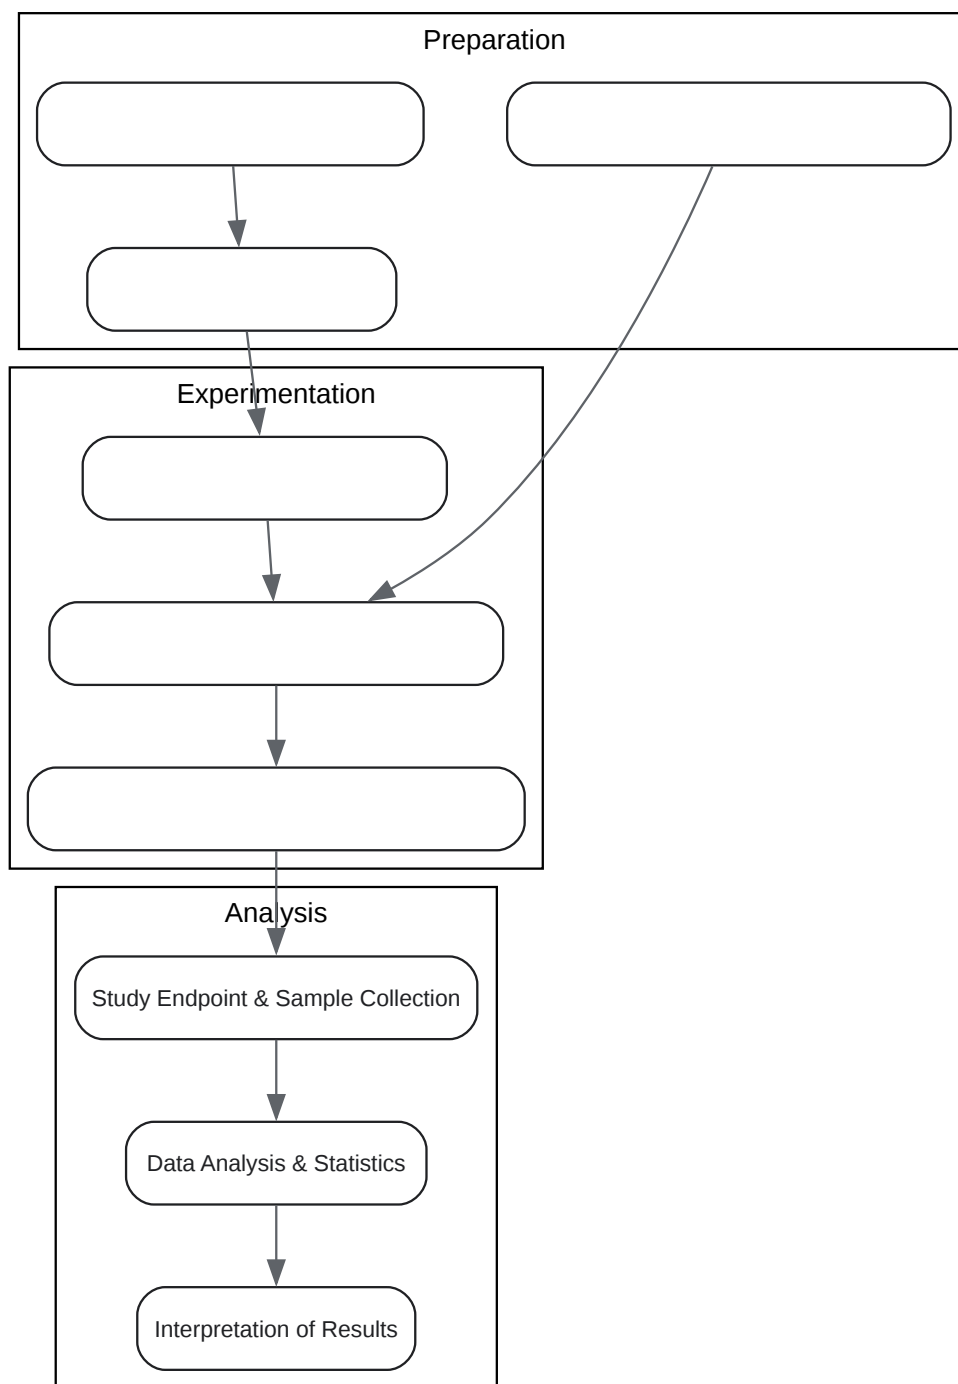 Preparation
Experimentation
Analysis
Study Endpoint & Sample Collection
Data Analysis & Statistics
Interpretation of Results